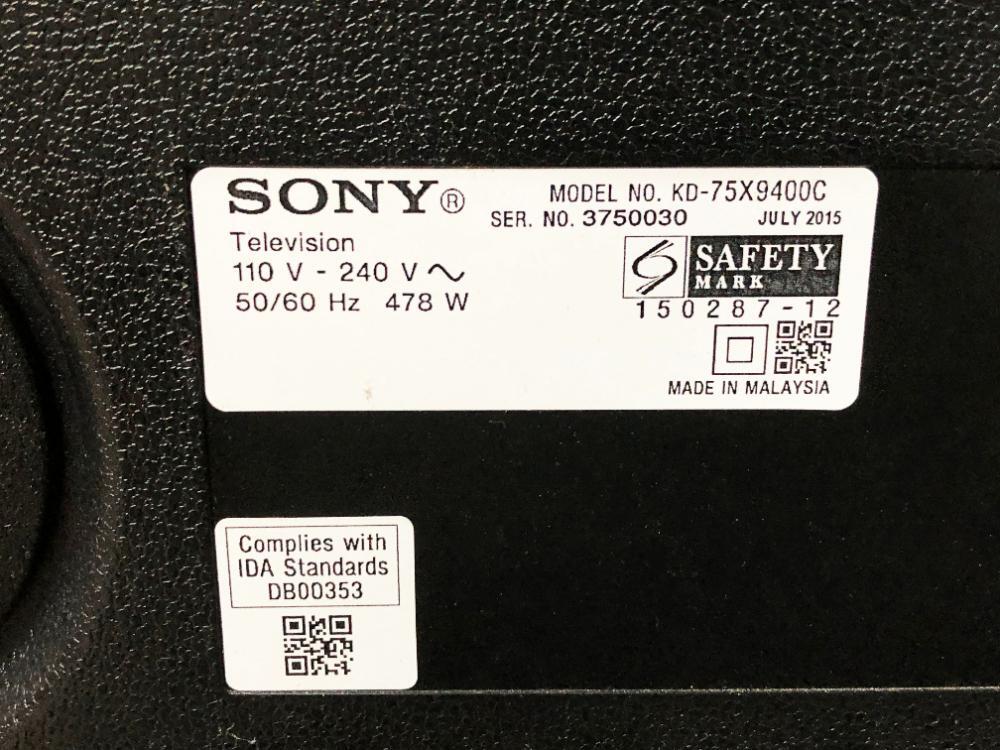 SONY®
MODEL NO. KD-75X9400C
SER. NO. 3750030 JULY 2015
Television
110 V - 240 V ∿
50/60 Hz 478 W
SAFETY
MARK
150287-12
MADE IN MALAYSIA
Complies with
IDA Standards
DB00353